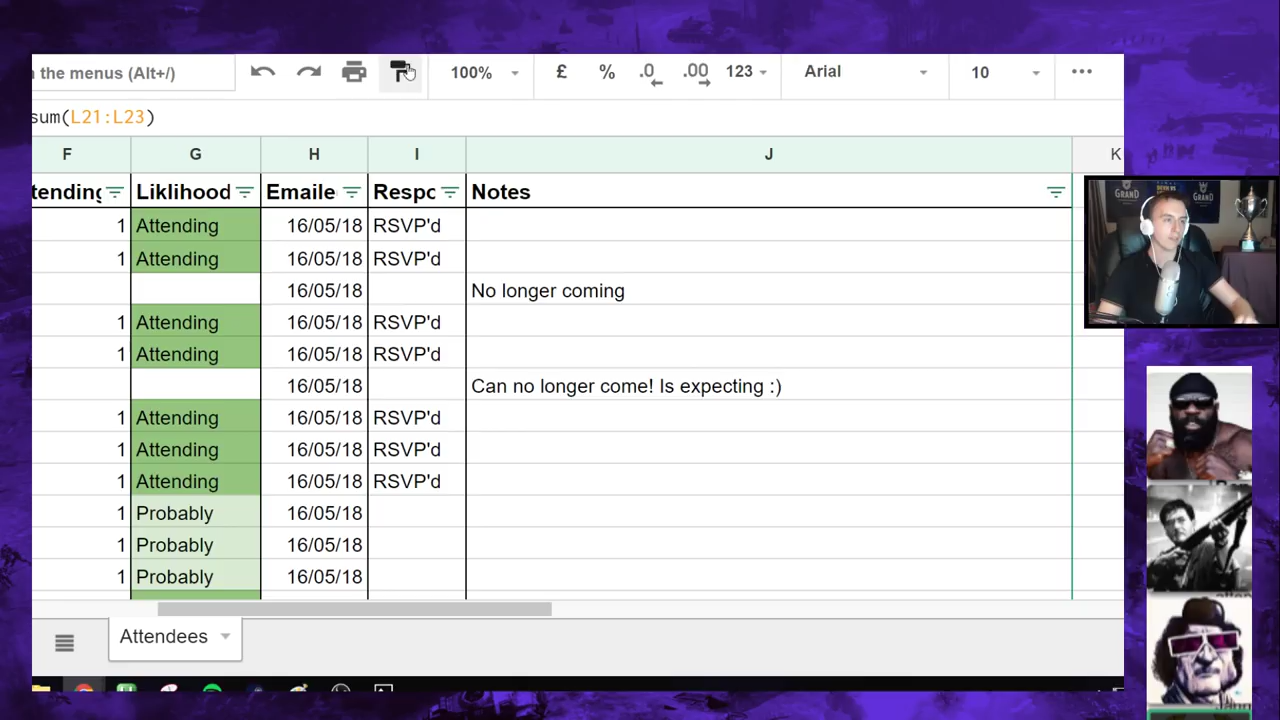 n the menus (Alt+/)
100%
£
%
.0
.00
123
Arial
10
sum(L21:L23)
F G H I J K
tending Liklihood Emaile Respo Notes
1 Attending 16/05/18 RSVP'd
1 Attending 16/05/18 RSVP'd
16/05/18 No longer coming
1 Attending 16/05/18 RSVP'd
1 Attending 16/05/18 RSVP'd
16/05/18 Can no longer come! Is expecting :)
1 Attending 16/05/18 RSVP'd
1 Attending 16/05/18 RSVP'd
1 Attending 16/05/18 RSVP'd
1 Probably 16/05/18
1 Probably 16/05/18
1 Probably 16/05/18
Attendees
GRAND
GRAND